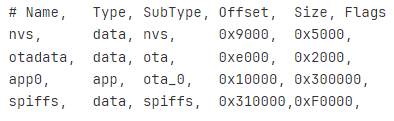 # Name,   Type, SubType, Offset,  Size, Flags
nvs,      data, nvs,     0x9000,  0x5000,
otadata,  data, ota,     0xe000,  0x2000,
app0,     app,  ota_0,   0x10000, 0x300000,
spiffs,   data, spiffs,  0x310000,0xF0000,